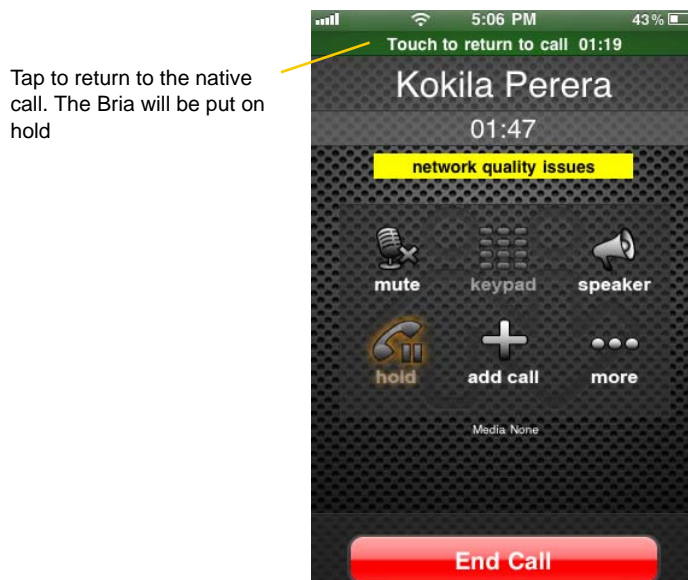 5:06 PM 43%
Touch to return to call 01:19
Tap to return to the native
call. The Bria will be put on
hold
Kokila Perera
01:47
network quality issues
mute keypad speaker
hold add call more
Media None
End Call